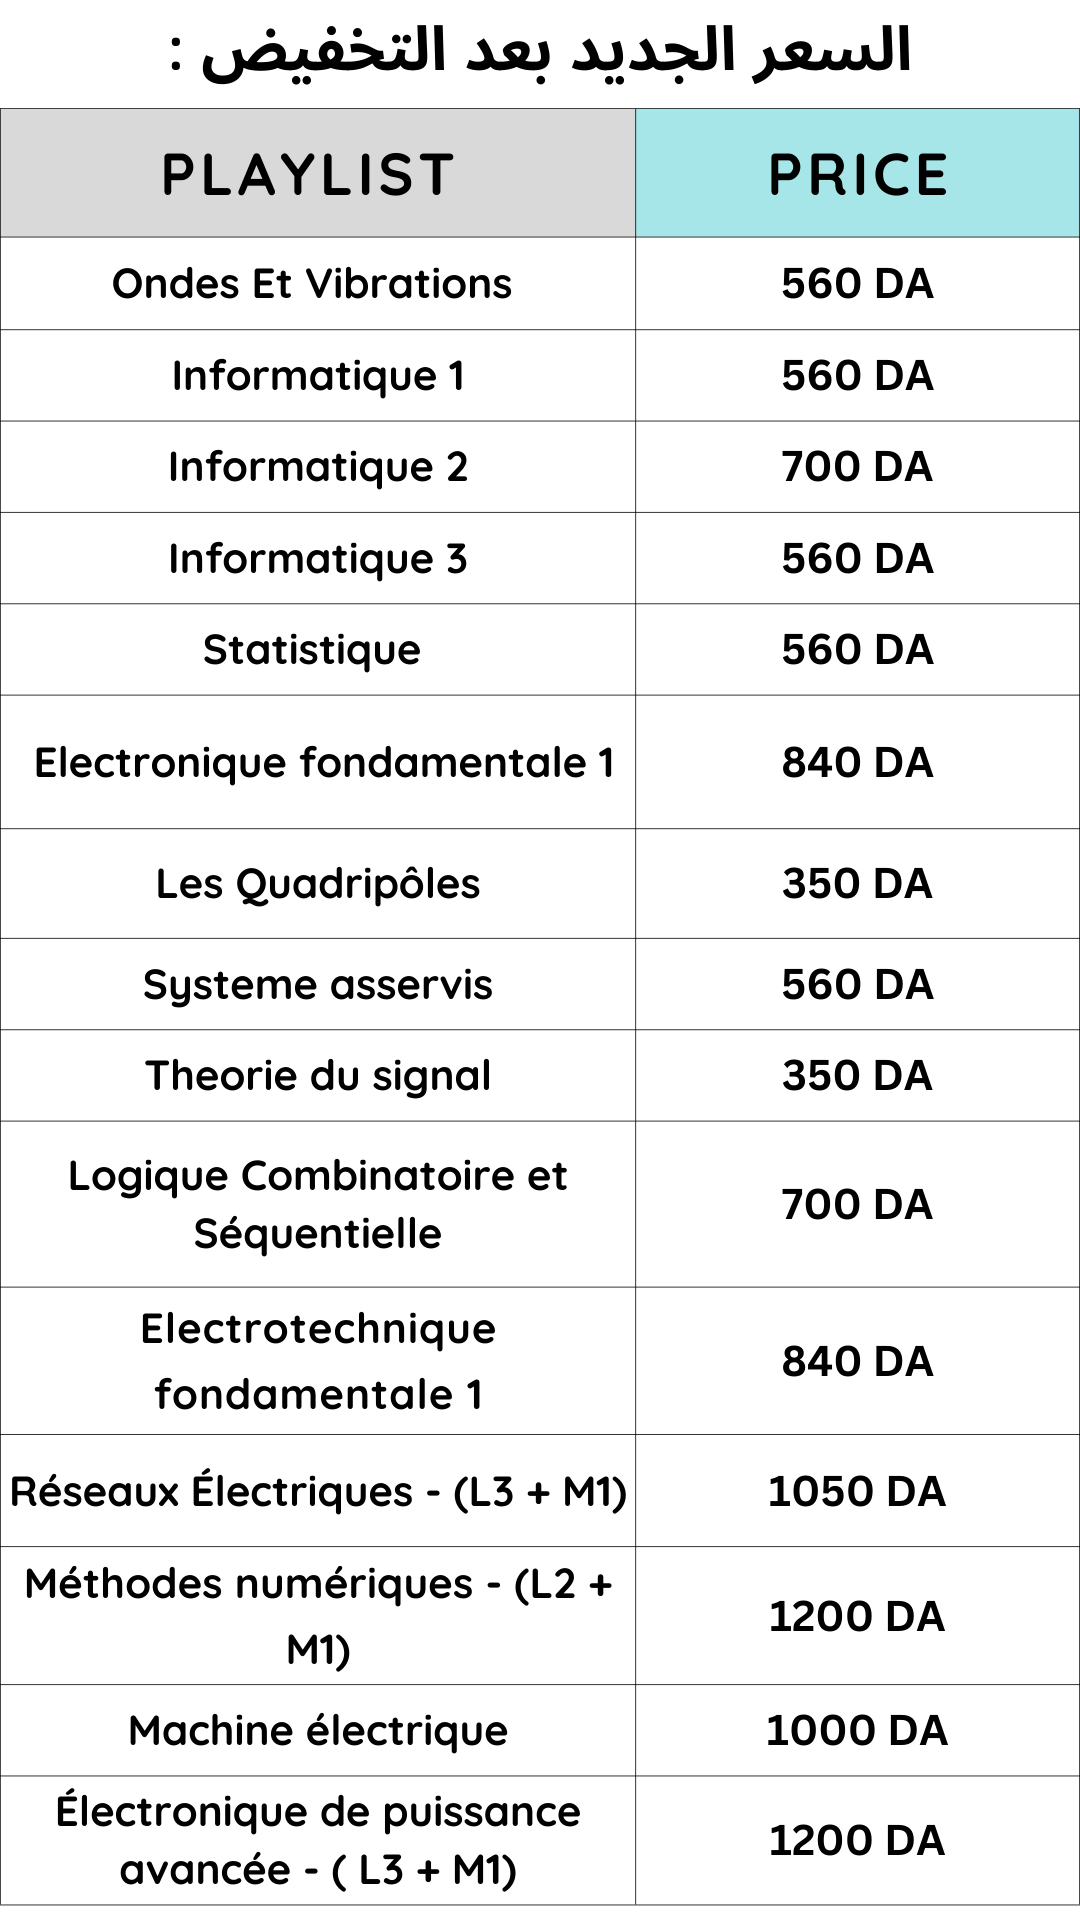 السعر الجديد بعد التخفيض :
PLAYLIST PRICE
Ondes Et Vibrations 560 DA
Informatique 1 560 DA
Informatique 2 700 DA
Informatique 3 560 DA
Statistique 560 DA
Electronique fondamentale 1 840 DA
Les Quadripôles 350 DA
Systeme asservis 560 DA
Theorie du signal 350 DA
Logique Combinatoire et
Séquentielle
700 DA
Electrotechnique
fondamentale 1
840 DA
Réseaux Électriques - (L3 + M1) 1050 DA
Méthodes numériques - (L2 +
M1)
1200 DA
Machine électrique 1000 DA
Électronique de puissance
avancée - ( L3 + M1)
1200 DA